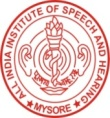 ALL INDIA INSTITUTE OF SPEECH AND HEARING
MYSORE